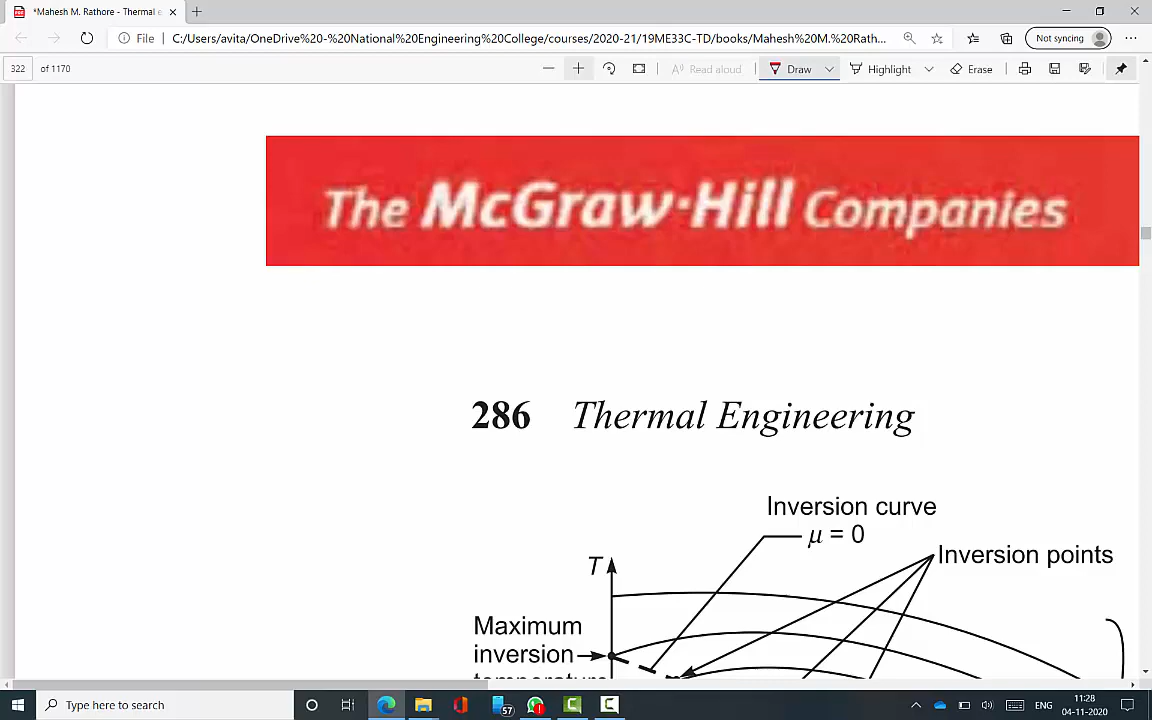 *Mahesh M. Rathore - Thermal e
File C:/Users/avita/OneDrive%20-%20National%20Engineering%20College/courses/2020-21/19ME33C-TD/books/Mahesh%20M.%20Rath... Not syncing
322 of 1170 Read aloud Draw Highlight Erase
The McGraw·Hill Companies
286 Thermal Engineering
Inversion curve
μ = 0
Inversion points
T
Maximum
inversion
temperature
Type here to search 57 ENG 11:28
04-11-2020